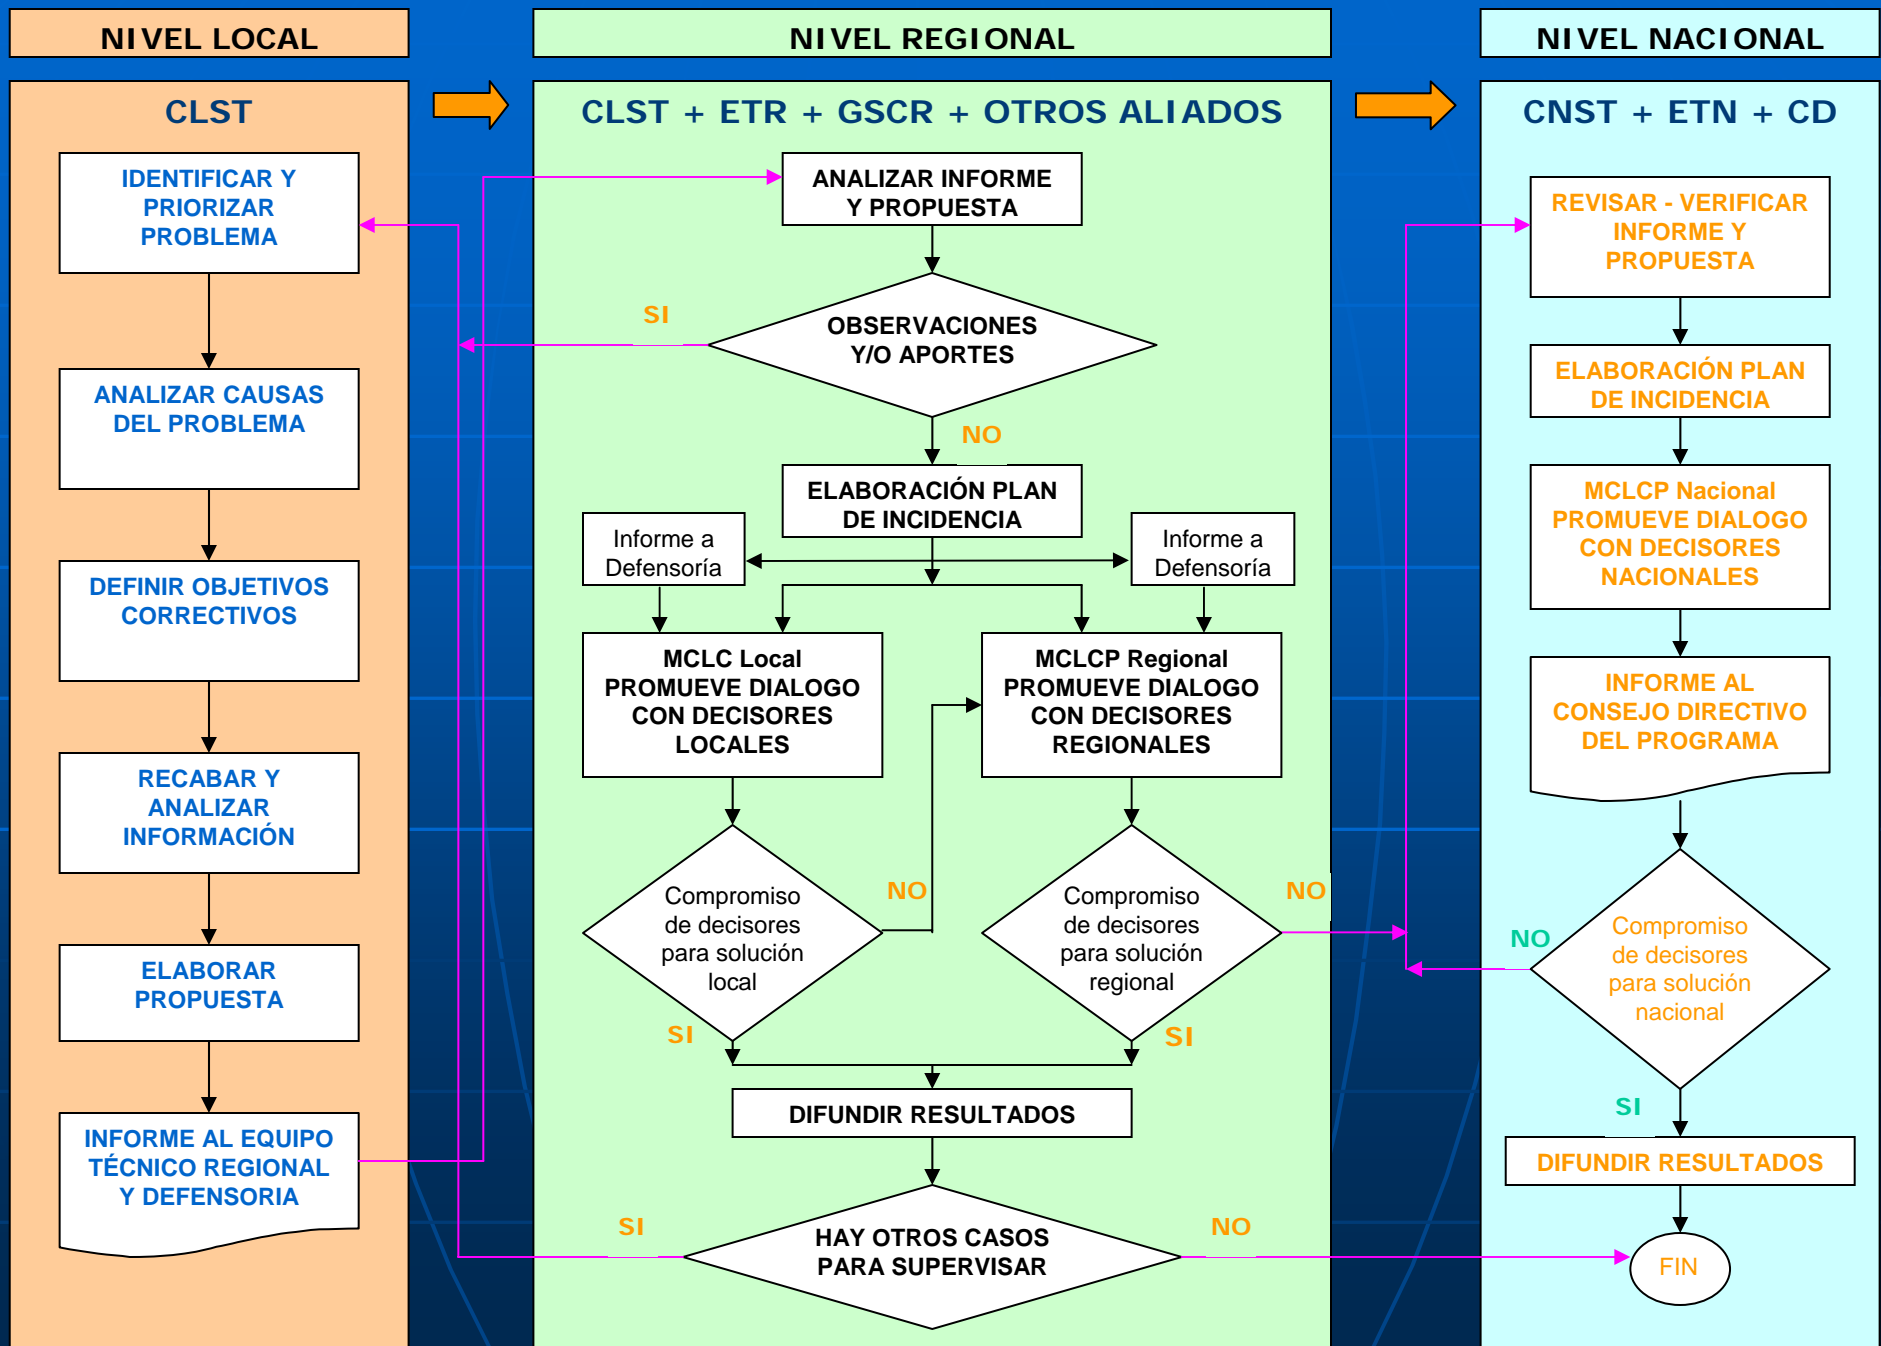 NIVEL LOCAL
CLST
IDENTIFICAR Y
PRIORIZAR
PROBLEMA
ANALIZAR CAUSAS
DEL PROBLEMA
DEFINIR OBJETIVOS
CORRECTIVOS
RECABAR Y
ANALIZAR
INFORMACIÓN
ELABORAR
PROPUESTA
INFORME AL EQUIPO
TÉCNICO REGIONAL
Y DEFENSORIA
NIVEL REGIONAL
CLST + ETR + GSCR + OTROS ALIADOS
ANALIZAR INFORME
Y PROPUESTA
SI
OBSERVACIONES
Y/O APORTES
NO
ELABORACIÓN PLAN
DE INCIDENCIA
Informe a
Defensoría
Informe a
Defensoría
MCLC Local
PROMUEVE DIALOGO
CON DECISORES
LOCALES
MCLCP Regional
PROMUEVE DIALOGO
CON DECISORES
REGIONALES
Compromiso
de decisores
para solución
local
NO
Compromiso
de decisores
para solución
regional
NO
SI
SI
DIFUNDIR RESULTADOS
SI
HAY OTROS CASOS
PARA SUPERVISAR
NO
NIVEL NACIONAL
CNST + ETN + CD
REVISAR - VERIFICAR
INFORME Y
PROPUESTA
ELABORACIÓN PLAN
DE INCIDENCIA
MCLCP Nacional
PROMUEVE DIALOGO
CON DECISORES
NACIONALES
INFORME AL
CONSEJO DIRECTIVO
DEL PROGRAMA
NO
Compromiso
de decisores
para solución
nacional
SI
DIFUNDIR RESULTADOS
FIN